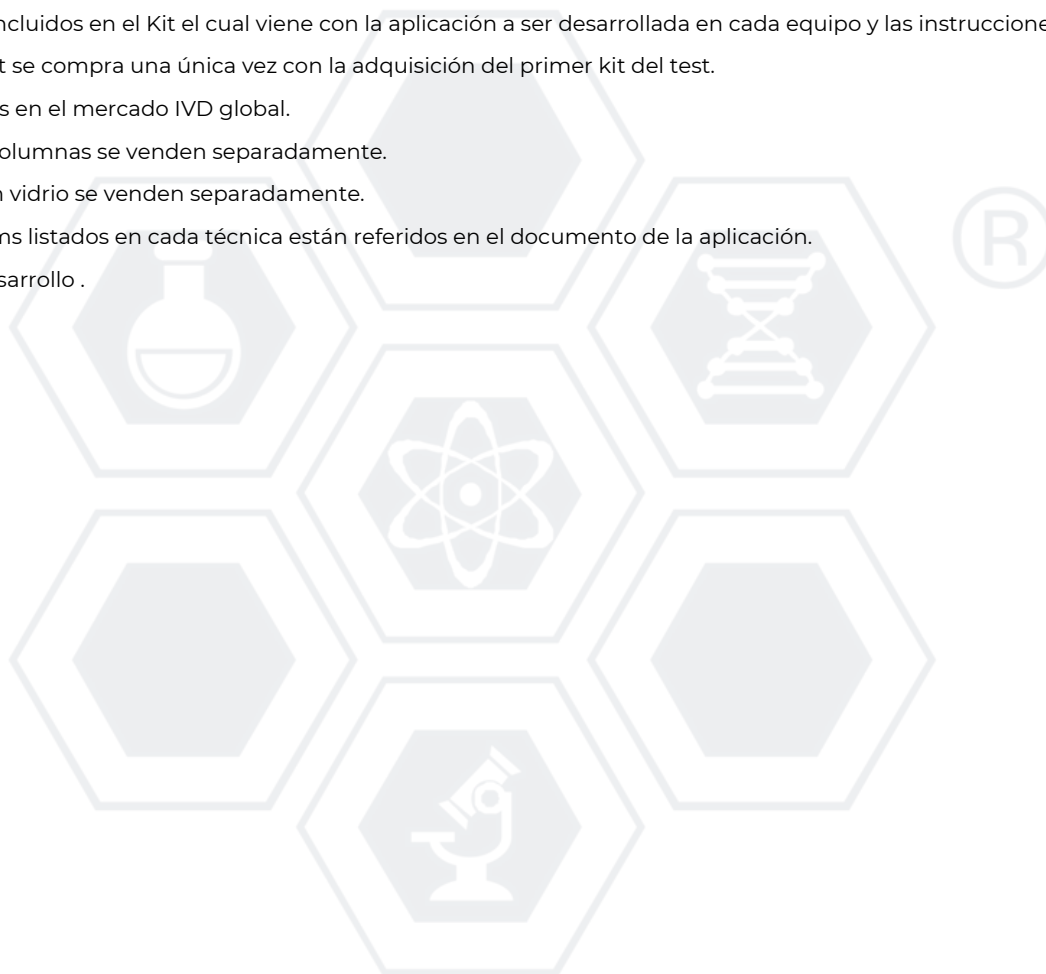 ncluidos en el Kit el cual viene con la aplicación a ser desarrollada en cada equipo y las instruccione
t se compra una única vez con la adquisición del primer kit del test.
s en el mercado IVD global.
olumnas se venden separadamente.
n vidrio se venden separadamente.
ms listados en cada técnica están referidos en el documento de la aplicación.
®
sarrollo .